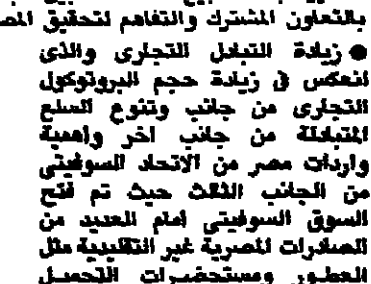 بالتعاون المشترك والتفاهم لتحقيق المص
● زيادة التبادل التجارى والذى
انعكس فى زيادة حجم البروتوكول
التجارى من جانب وتنوع السلع
المتبادلة من جانب اخر واهمية
واردات مصر من الاتحاد السوفيتى
من الجانب الثالث حيث تم فتح
السوق السوفيتى امام العديد من
الصادرات المصرية غير التقليدية مثل
العطور ومستحضرات التجميل